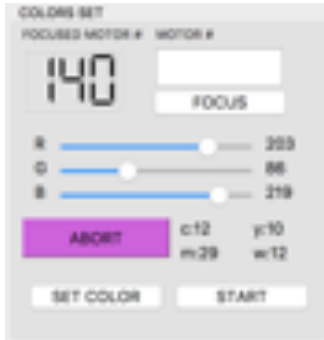 COLORS SET
FOCUSED MOTOR # MOTOR #
140
FOCUS
R 203
G 86
B 219
ABORT
c:12 y:10
m:29 w:12
SET COLOR START